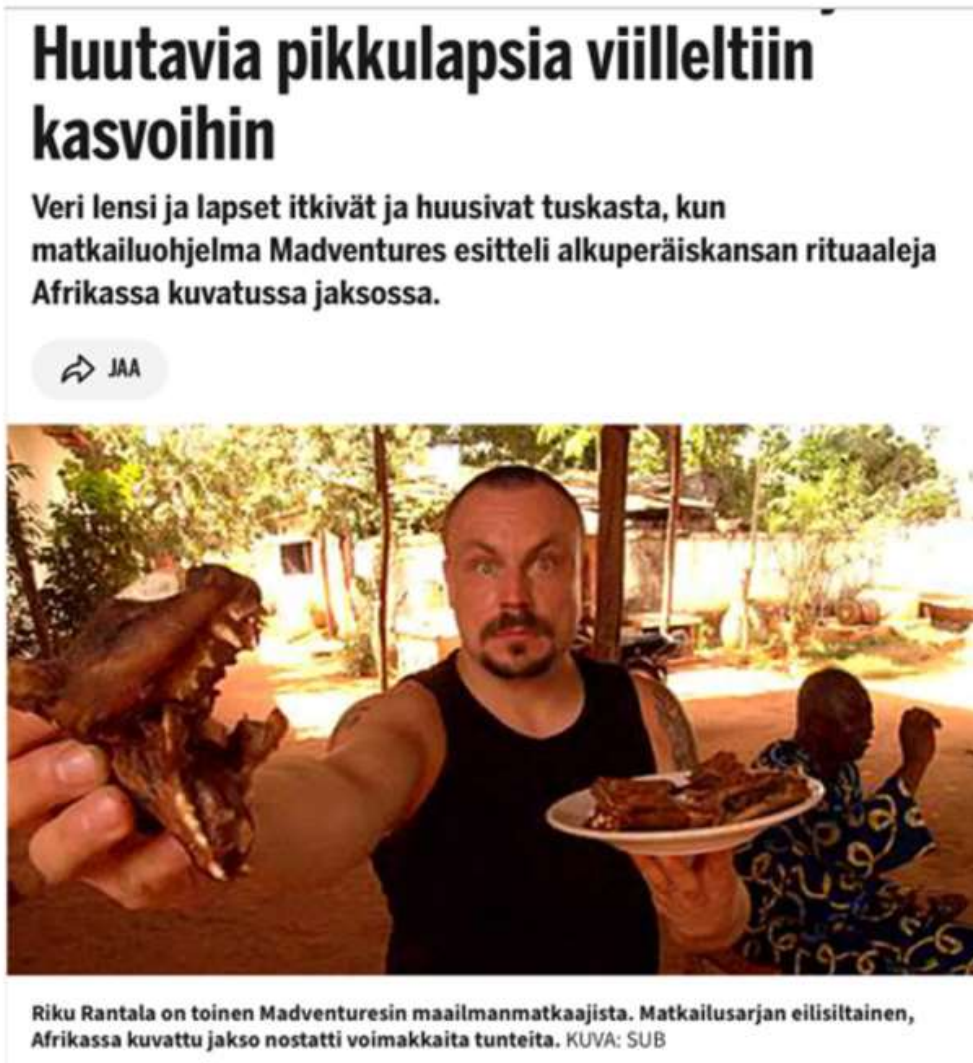 Huutavia pikkulapsia viilleltiin
kasvoihin
Veri lensi ja lapset itkivät ja huusivat tuskasta, kun
matkailuohjelma Madventures esitteli alkuperäiskansan rituaaleja
Afrikassa kuvatussa jaksossa.
JAA
Riku Rantala on toinen Madventuresin maailmanmatkaajista. Matkailusarjan eilisiltainen,
Afrikassa kuvattu jakso nostatti voimakkaita tunteita. KUVA: SUB